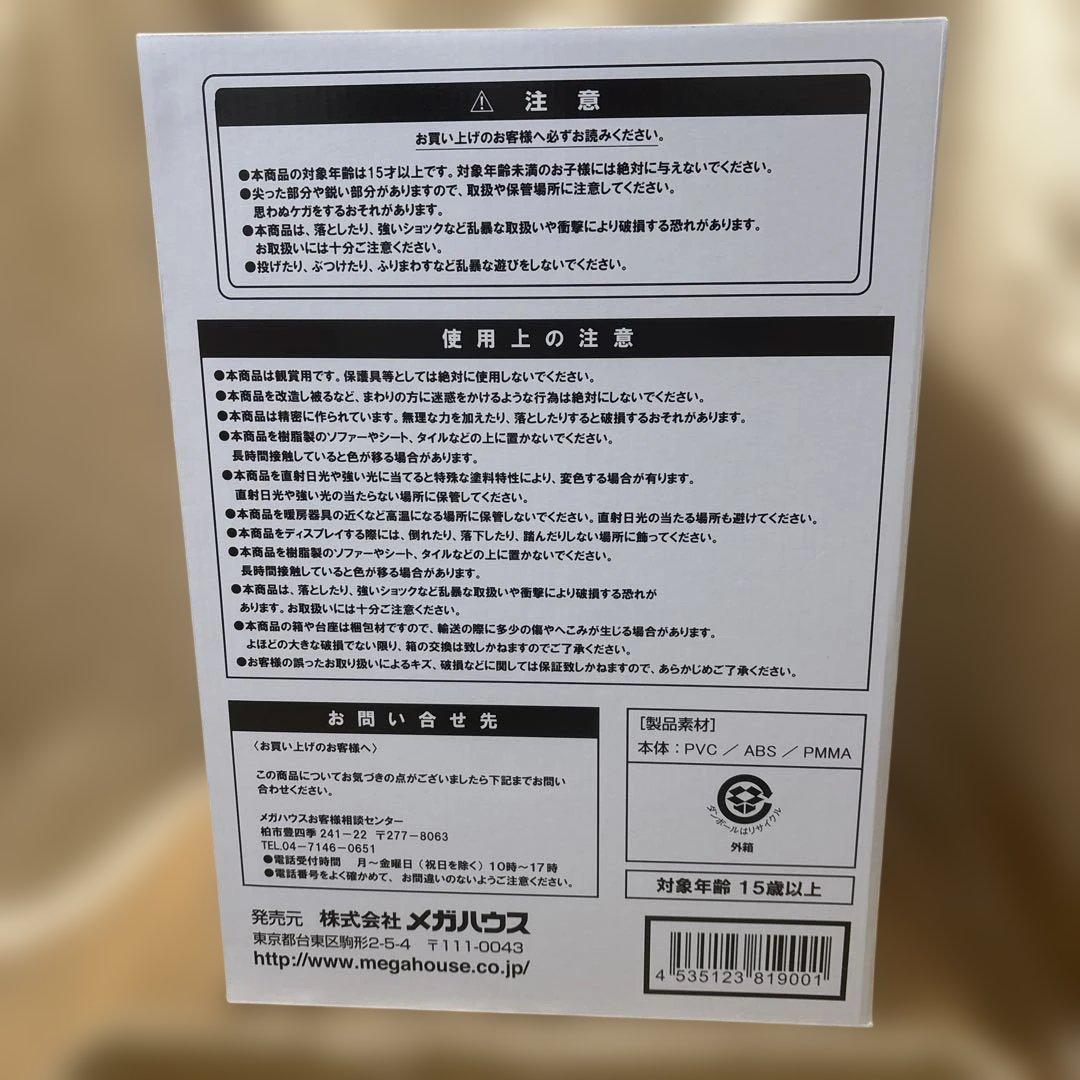 ⚠ 注意
お買い上げのお客様へ必ずお読みください。
●本商品の対象年齢は15才以上です。対象年齢未満のお子様には絶対に与えないでください。
●尖った部分や鋭い部分がありますので、取扱や保管場所に注意してください。
思わぬケガをするおそれがあります。
●本商品は、落としたり、強いショックなど乱暴な取扱いや衝撃により破損する恐れがあります。
お取扱いには十分ご注意ください。
●投げたり、ぶつけたり、ふりまわすなど乱暴な遊びをしないでください。
使用上の注意
●本商品は観賞用です。保護具等としては絶対に使用しないでください。
●本商品を改造し被るなど、まわりの方に迷惑をかけるような行為は絶対にしないでください。
●本商品は精密に作られています。無理な力を加えたり、落としたりすると破損するおそれがあります。
●本商品を樹脂製のソファーやシート、タイルなどの上に置かないでください。
長時間接触していると色が移る場合があります。
●本商品を直射日光や強い光に当てると特殊な塗料特性により、変色する場合が有ります。
直射日光や強い光の当たらない場所に保管してください。
●本商品を暖房器具の近くなど高温になる場所に保管しないでください。直射日光の当たる場所も避けてください。
●本商品をディスプレイする際には、倒れたり、落下したり、踏んだりしない場所に飾ってください。
●本商品を樹脂製のソファーやシート、タイルなどの上に置かないでください。
長時間接触していると色が移る場合があります。
●本商品は、落としたり、強いショックなど乱暴な取扱いや衝撃により破損する恐れが
あります。お取扱いには十分ご注意ください。
●本商品の箱や台座は梱包材ですので、輸送の際に多少の傷やへこみが生じる場合があります。
よほどの大きな破損でない限り、箱の交換は致しかねますのでご了承ください。
●お客様の誤ったお取り扱いによるキズ、破損などに関しては保証致しかねますので、あらかじめご了承ください。
お問い合せ先
〈お買い上げのお客様へ〉
この商品についてお気づきの点がございましたら下記までお問い
合わせください。
メガハウスお客様相談センター
柏市豊四季241-22 〒277-8063
TEL.04-7146-0651
●電話受付時間 月~金曜日(祝日を除く)10時~17時
●電話番号をよく確かめて、お間違いのないようご注意ください。
[製品素材]
本体:PVC/ABS/PMMA
ダンボールはリサイクル
外箱
対象年齢 15歳以上
発売元 株式会社メガハウス
東京都台東区駒形2-5-4 〒111-0043
http://www.megahouse.co.jp/
4 535123 819001